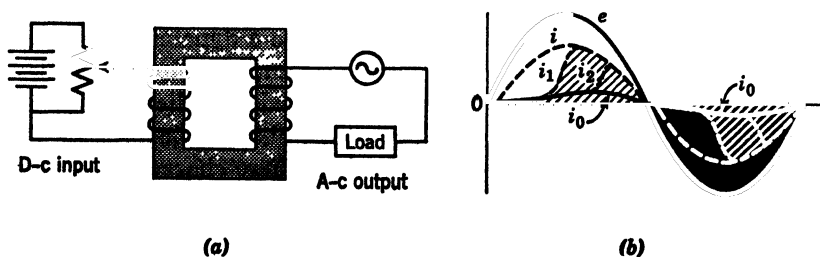 e
i
i₁
i₂
i₀
0
i₀
Load
D-c input
A-c output
(a)
(b)